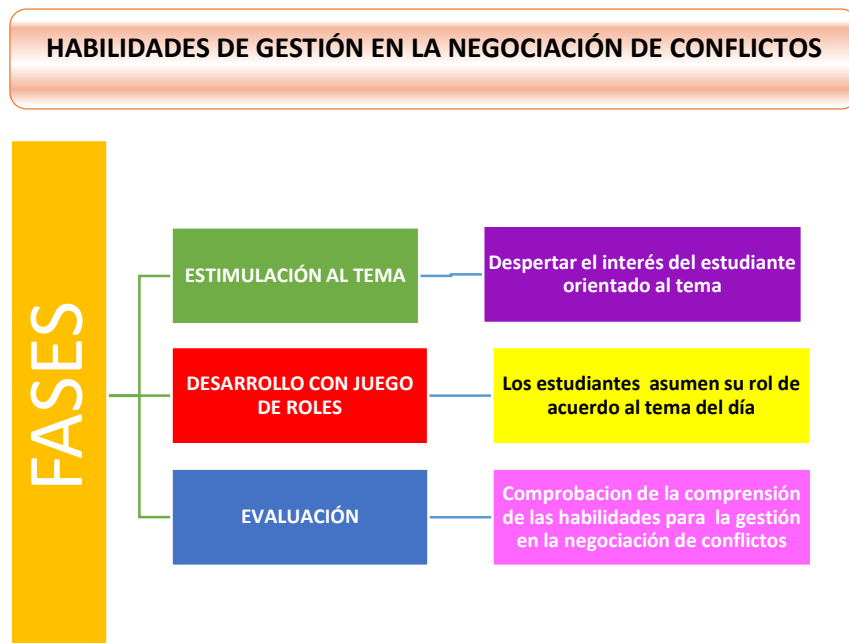 HABILIDADES DE GESTIÓN EN LA NEGOCIACIÓN DE CONFLICTOS
FASES
ESTIMULACIÓN AL TEMA
Despertar el interés del estudiante
orientado al tema
DESARROLLO CON JUEGO
DE ROLES
Los estudiantes asumen su rol de
acuerdo al tema del día
EVALUACIÓN
Comprobacion de la comprensión
de las habilidades para la gestión
en la negociación de conflictos